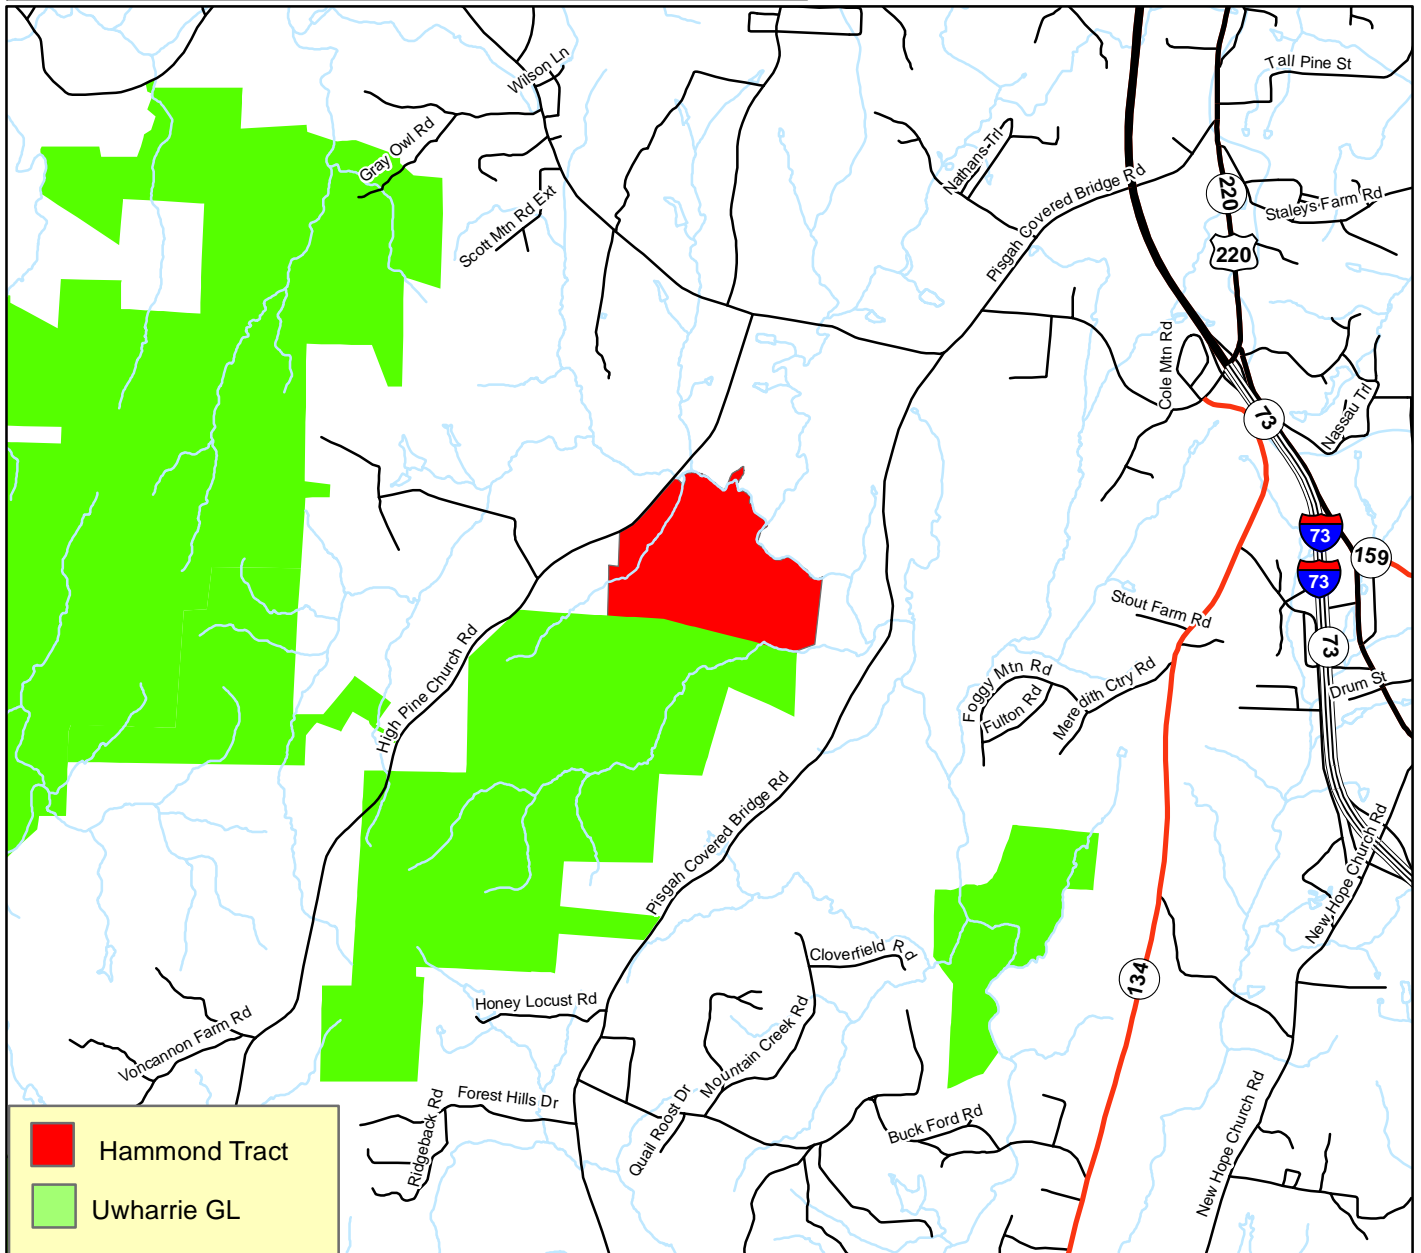 Wilson Ln
Tall Pine St
Gray Owl Rd
Nathans Trl
Pisgah Covered Bridge Rd
220
Staleys Farm Rd
Scott Mtn Rd Ext
220
Cole Mtn Rd
Nassau Trl
73
73
159
73
Stout Farm Rd
73
High Pine Church Rd
Foggy Mtn Rd
Fulton Rd
Meredith Ctry Rd
Drum St
Pisgah Covered Bridge Rd
New Hope Church Rd
Cloverfield Rd
134
Honey Locust Rd
Voncannon Farm Rd
Mountain Creek Rd
Forest Hills Dr
Ridgeback Rd
Quail Roost Dr
Buck Ford Rd
New Hope Church Rd
Hammond Tract
Uwharrie GL